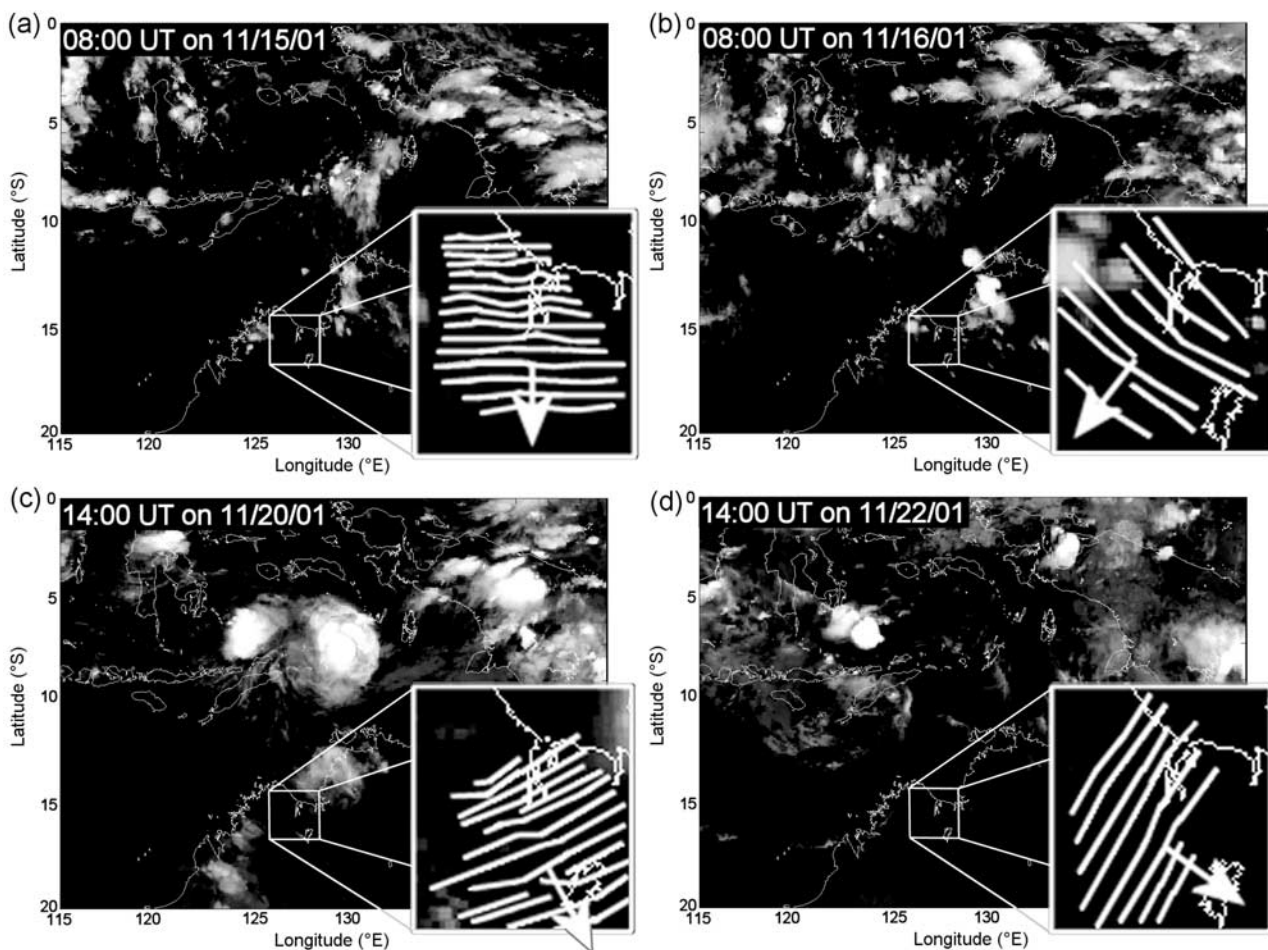 (a)
08:00 UT on 11/15/01
0
5
10
15
20
Latitude (°S)
115
120
125
130
Longitude (°E)
(b)
08:00 UT on 11/16/01
0
5
10
15
20
Latitude (°S)
115
120
125
130
Longitude (°E)
(c)
14:00 UT on 11/20/01
0
5
10
15
20
Latitude (°S)
115
120
125
130
Longitude (°E)
(d)
14:00 UT on 11/22/01
0
5
10
15
20
Latitude (°S)
115
120
125
130
Longitude (°E)